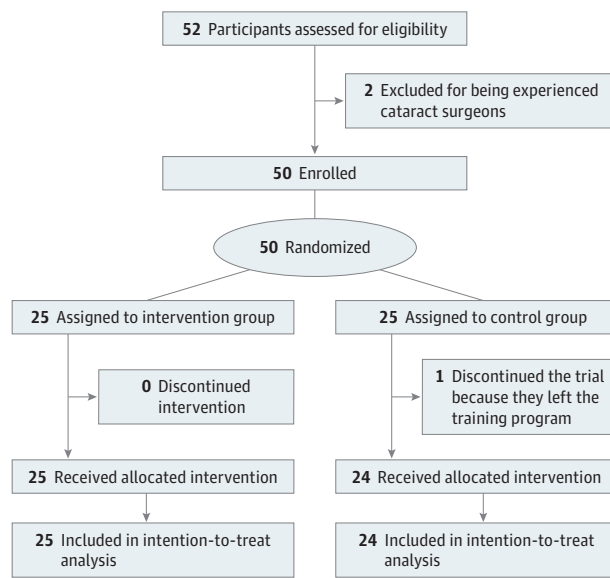 52 Participants assessed for eligibility
2 Excluded for being experienced
cataract surgeons
50 Enrolled
50 Randomized
25 Assigned to intervention group
25 Assigned to control group
0 Discontinued
intervention
1 Discontinued the trial
because they left the
training program
25 Received allocated intervention
24 Received allocated intervention
25 Included in intention-to-treat
analysis
24 Included in intention-to-treat
analysis